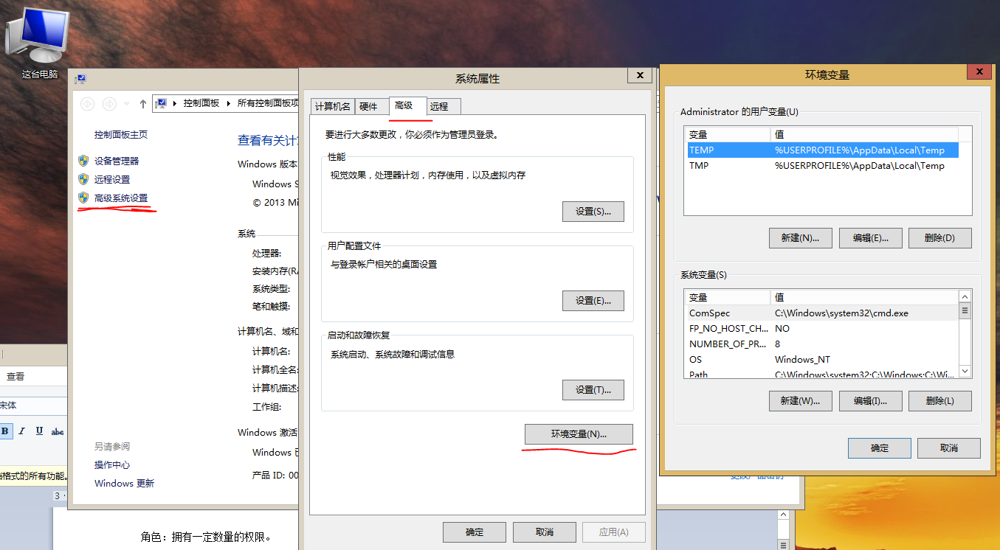 这台电脑
控制面板
所有控制面板项
控制面板主页
设备管理器
远程设置
高级系统设置
查看有关计
Windows 版本
Windows S
© 2013 Mi
系统
处理器:
安装内存(RA
系统类型:
笔和触摸:
计算机名、域和
计算机名:
计算机全名:
计算机描述:
工作组:
Windows 激活
Windows
产品 ID: 00
另请参阅
操作中心
Windows 更新
系统属性
计算机名 硬件 高级 远程
要进行大多数更改，你必须作为管理员登录。
性能
视觉效果，处理器计划，内存使用，以及虚拟内存
设置(S)...
用户配置文件
与登录帐户相关的桌面设置
设置(E)...
启动和故障恢复
系统启动、系统故障和调试信息
设置(T)...
环境变量(N)...
确定 取消 应用(A)
环境变量
Administrator 的用户变量(U)
变量 值
TEMP %USERPROFILE%\AppData\Local\Temp
TMP %USERPROFILE%\AppData\Local\Temp
新建(N)... 编辑(E)... 删除(D)
系统变量(S)
变量 值
ComSpec C:\Windows\system32\cmd.exe
FP_NO_HOST_CH... NO
NUMBER_OF_PR... 8
OS Windows_NT
Path C:\Windows\system32;C:\Windows;C:\Wi...
新建(W)... 编辑(I)... 删除(L)
确定 取消
查看
宋体
B I U abc
格式的所有功能。
3
角色：拥有一定数量的权限。